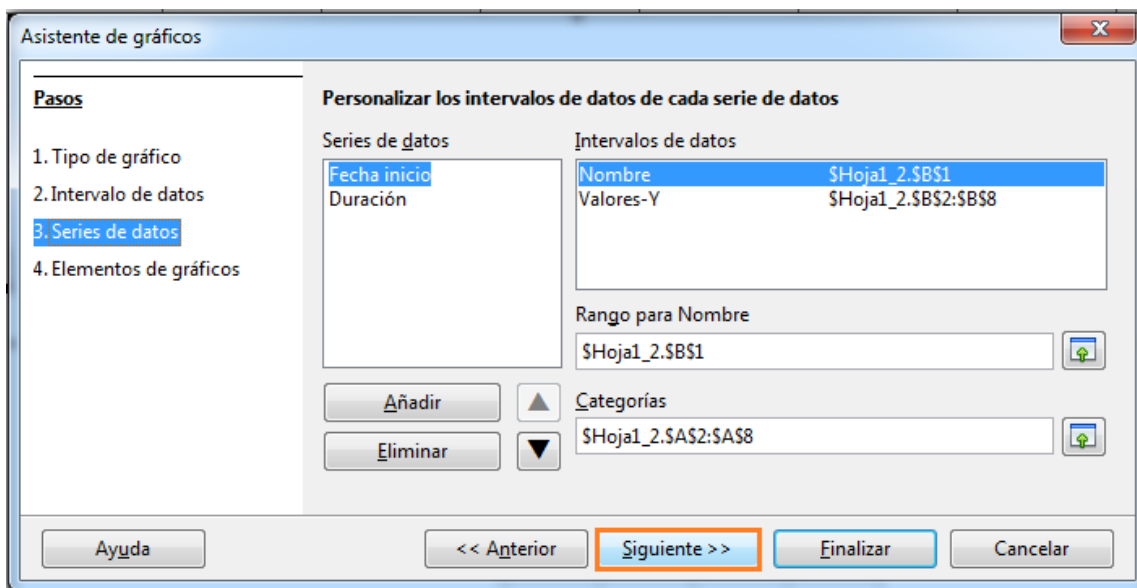 Asistente de gráficos
Pasos
1. Tipo de gráfico
2. Intervalo de datos
3. Series de datos
4. Elementos de gráficos
Personalizar los intervalos de datos de cada serie de datos
Series de datos
Fecha inicio
Duración
Añadir
Eliminar
Intervalos de datos
Nombre $Hoja1_2.$B$1
Valores-Y $Hoja1_2.$B$2:$B$8
Rango para Nombre
$Hoja1_2.$B$1
Categorías
$Hoja1_2.$A$2:$A$8
Ayuda
<< Anterior
Siguiente >>
Finalizar
Cancelar